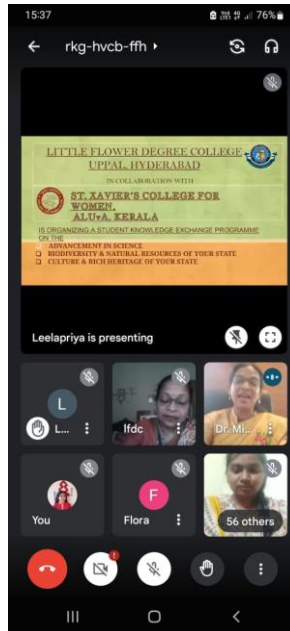 15:37
76%
rkg-hvcb-ffh
LITTLE FLOWER DEGREE COLLEGE
UPPAL, HYDERABAD
IN COLLABORATION WITH
ST. XAVIER'S COLLEGE FOR
WOMEN,
ALUVA, KERALA
IS ORGANIZING A STUDENT KNOWLEDGE EXCHANGE PROGRAMME
ON THE
ADVANCEMENT IN SCIENCE
BIODIVERSITY & NATURAL RESOURCES OF YOUR STATE
CULTURE & RICH HERITAGE OF YOUR STATE
Leelapriya is presenting
L
L...
lfdc
Dr. Mi...
You
F
Flora
56 others